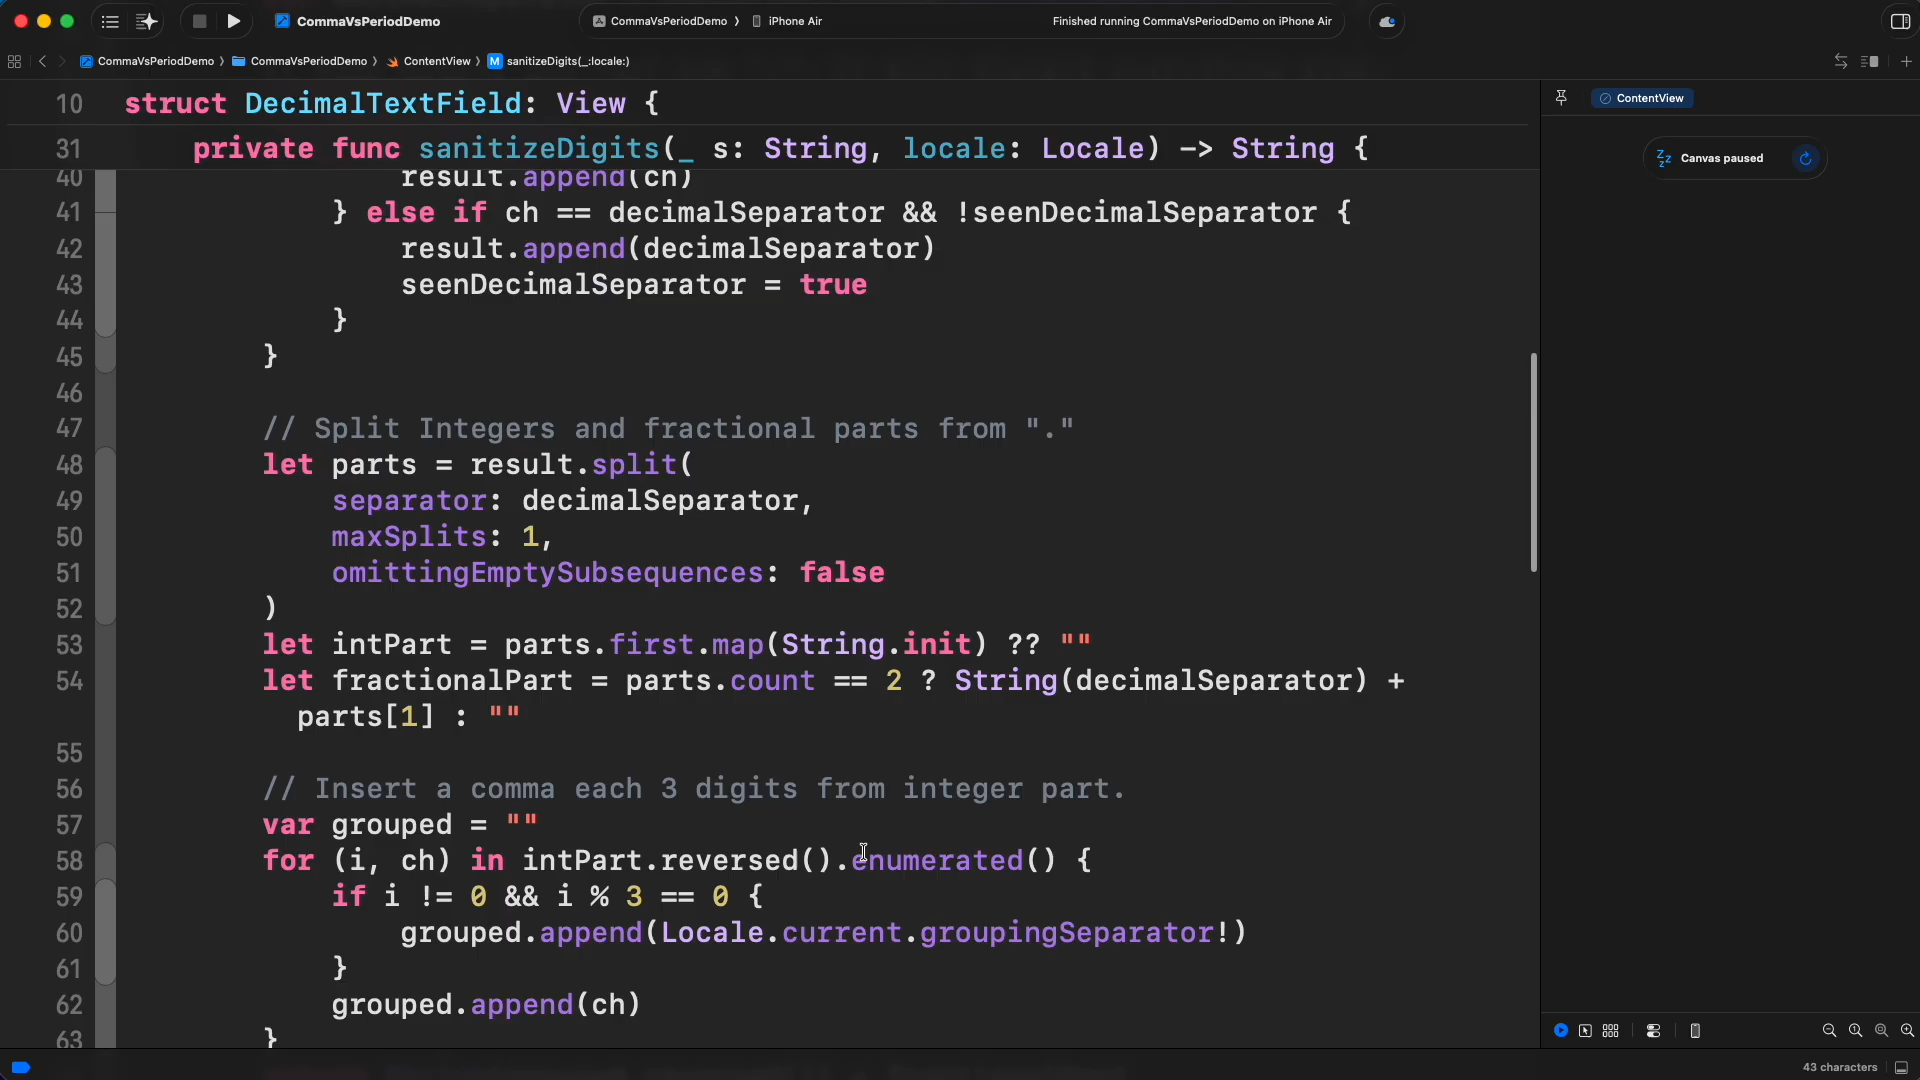 CommaVsPeriodDemo
CommaVsPeriodDemo 〉 iPhone Air
Finished running CommaVsPeriodDemo on iPhone Air
CommaVsPeriodDemo 〉 CommaVsPeriodDemo 〉 ContentView 〉 M sanitizeDigits(_:locale:)
10 struct DecimalTextField: View {
31 private func sanitizeDigits(_ s: String, locale: Locale) -> String {
40 result.append(ch)
41 } else if ch == decimalSeparator && !seenDecimalSeparator {
42 result.append(decimalSeparator)
43 seenDecimalSeparator = true
44 }
45 }
46
47 // Split Integers and fractional parts from "."
48 let parts = result.split(
49 separator: decimalSeparator,
50 maxSplits: 1,
51 omittingEmptySubsequences: false
52 )
53 let intPart = parts.first.map(String.init) ?? ""
54 let fractionalPart = parts.count == 2 ? String(decimalSeparator) +
parts[1] : ""
55
56 // Insert a comma each 3 digits from integer part.
57 var grouped = ""
58 for (i, ch) in intPart.reversed().enumerated() {
59 if i != 0 && i % 3 == 0 {
60 grouped.append(Locale.current.groupingSeparator!)
61 }
62 grouped.append(ch)
63 }
ContentView
Canvas paused
43 characters